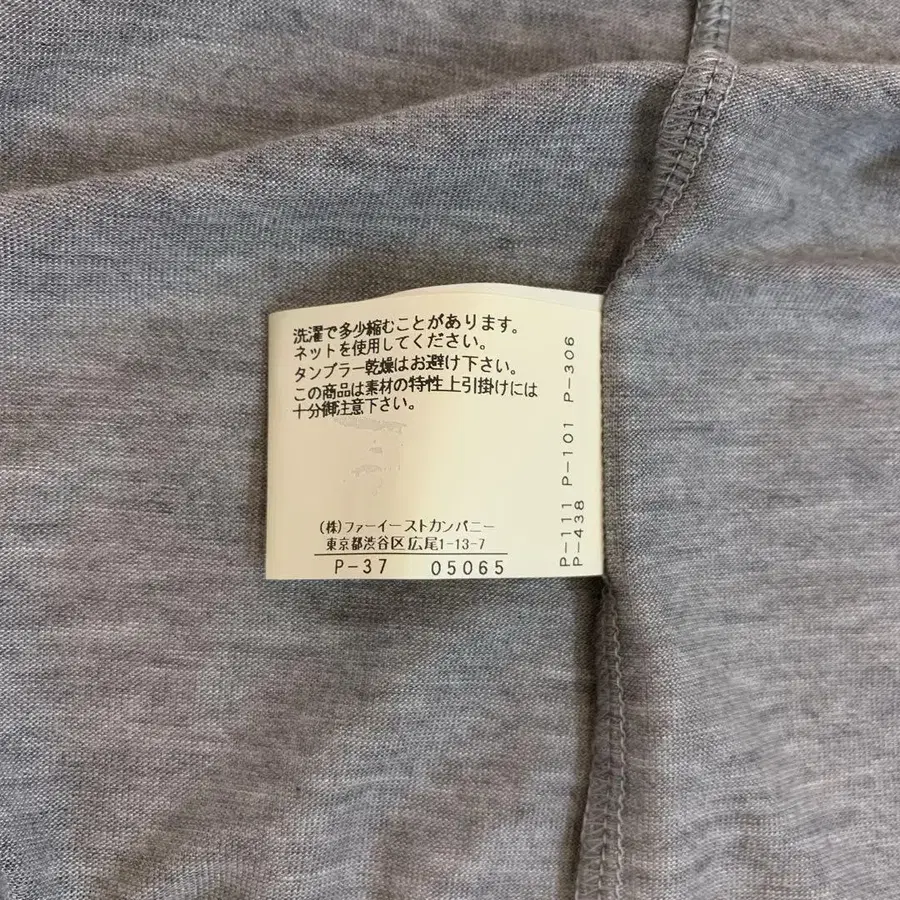 洗濯で多少縮むことがあります。
ネットを使用してください。
タンブラー乾燥はお避け下さい。
この商品は素材の特性上引掛けには
十分御注意下さい。
(株)ファーイーストカンパニー
東京都渋谷区広尾1-13-7
P-37 05065
P-111 P-101 P-306
P-438